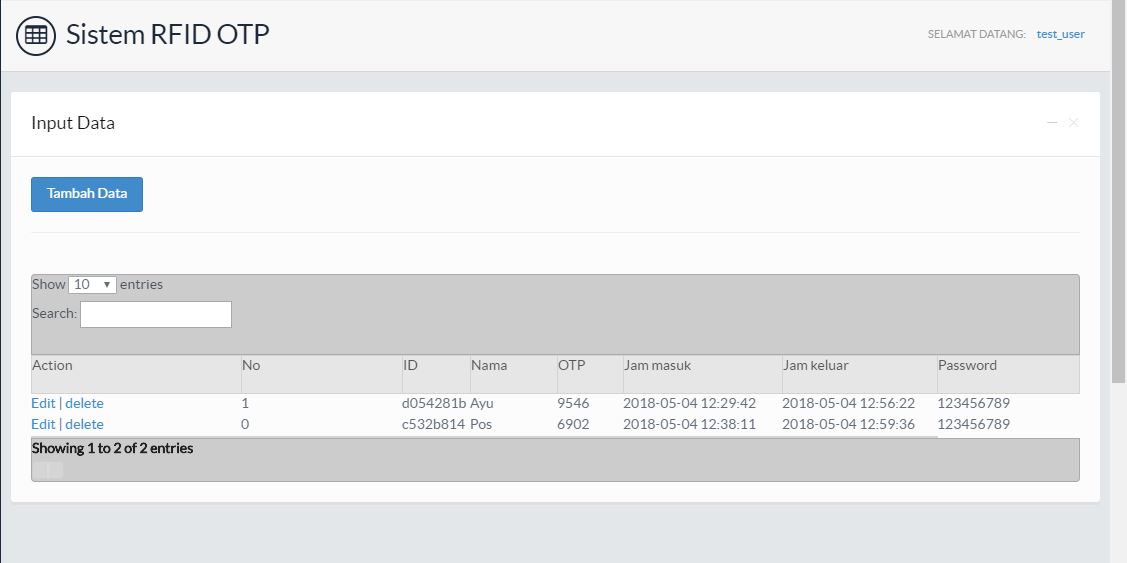 Sistem RFID OTP
SELAMAT DATANG: test_user
Input Data
Tambah Data
Show 10 entries
Search:
Action No ID Nama OTP Jam masuk Jam keluar Password
Edit | delete 1 d054281b Ayu 9546 2018-05-04 12:29:42 2018-05-04 12:56:22 123456789
Edit | delete 0 c532b814 Pos 6902 2018-05-04 12:38:11 2018-05-04 12:59:36 123456789
Showing 1 to 2 of 2 entries